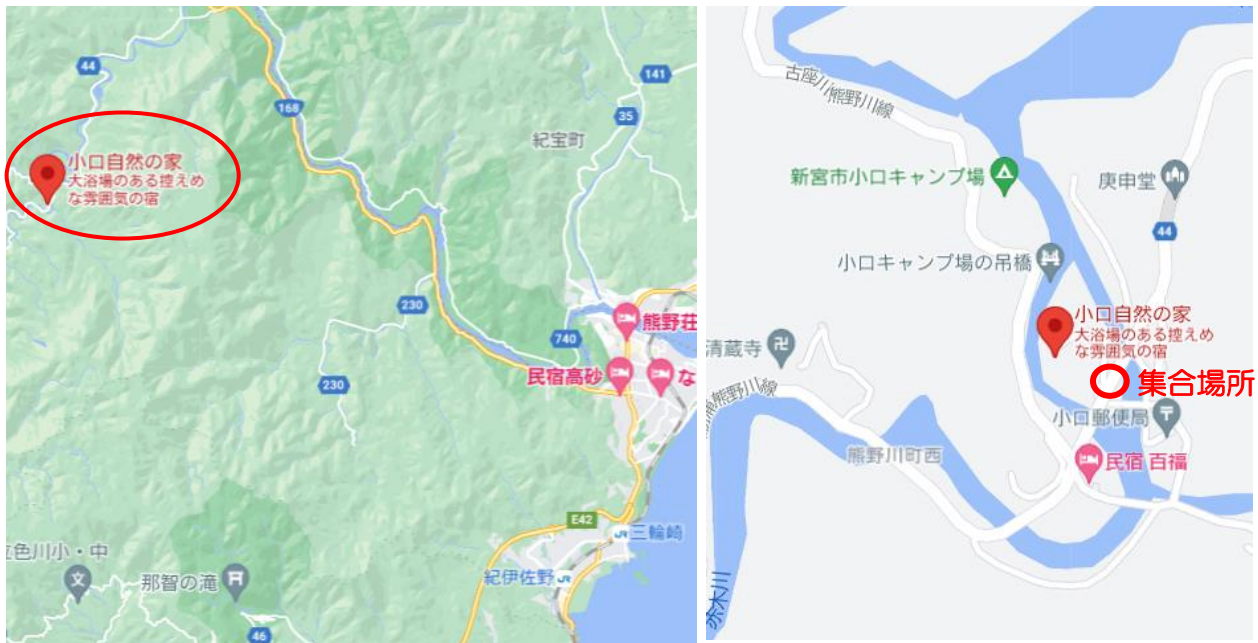 44
168
141
35
紀宝町
小口自然の家
大浴場のある控えめ
な雰囲気の宿
230
740
熊野荘
民宿高砂
な
230
E42
JR 三輪崎
紀伊佐野 JR
色川小・中
文
那智の滝
46
古座川熊野川線
新宮市小口キャンプ場
庚申堂
44
小口キャンプ場の吊橋
小口自然の家
大浴場のある控えめ
な雰囲気の宿
清蔵寺
卍
集合場所
熊野川線
小口郵便局
〒
熊野川町西
民宿 百福
赤木川